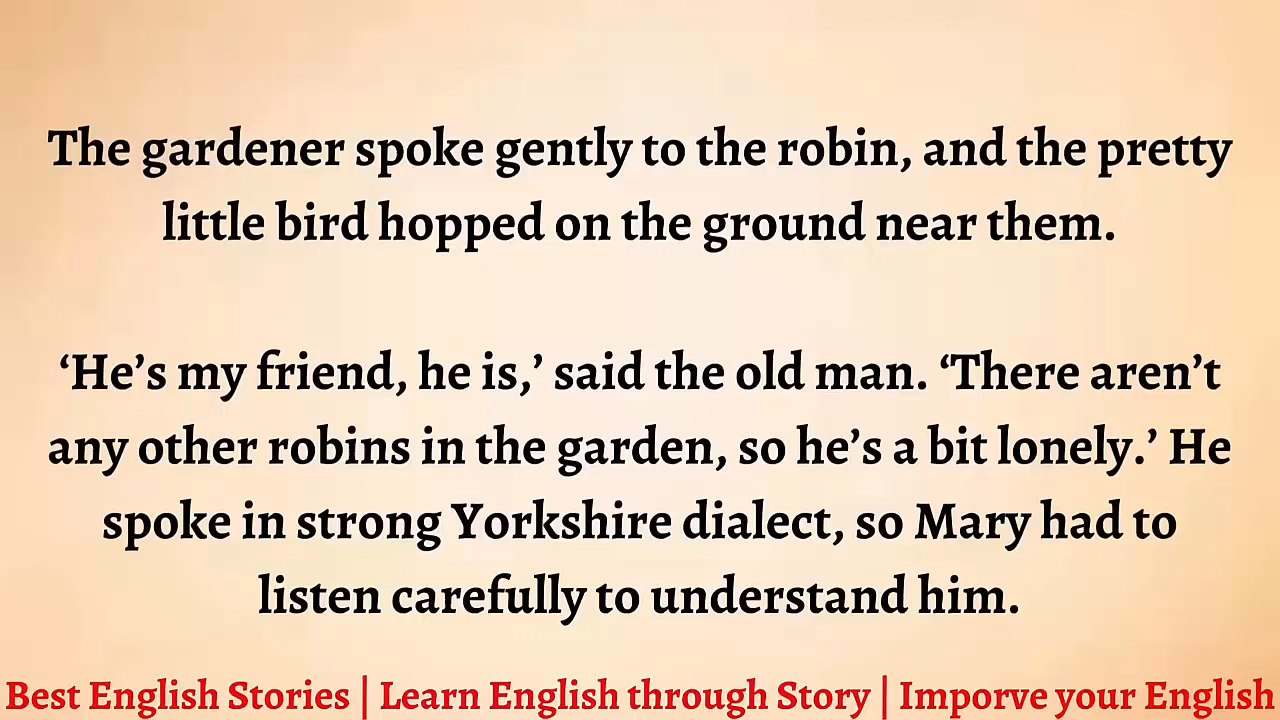 The gardener spoke gently to the robin, and the pretty
little bird hopped on the ground near them.
‘He’s my friend, he is,’ said the old man. ‘There aren’t
any other robins in the garden, so he’s a bit lonely.’ He
spoke in strong Yorkshire dialect, so Mary had to
listen carefully to understand him.
Best English Stories | Learn English through Story | Imporve your English